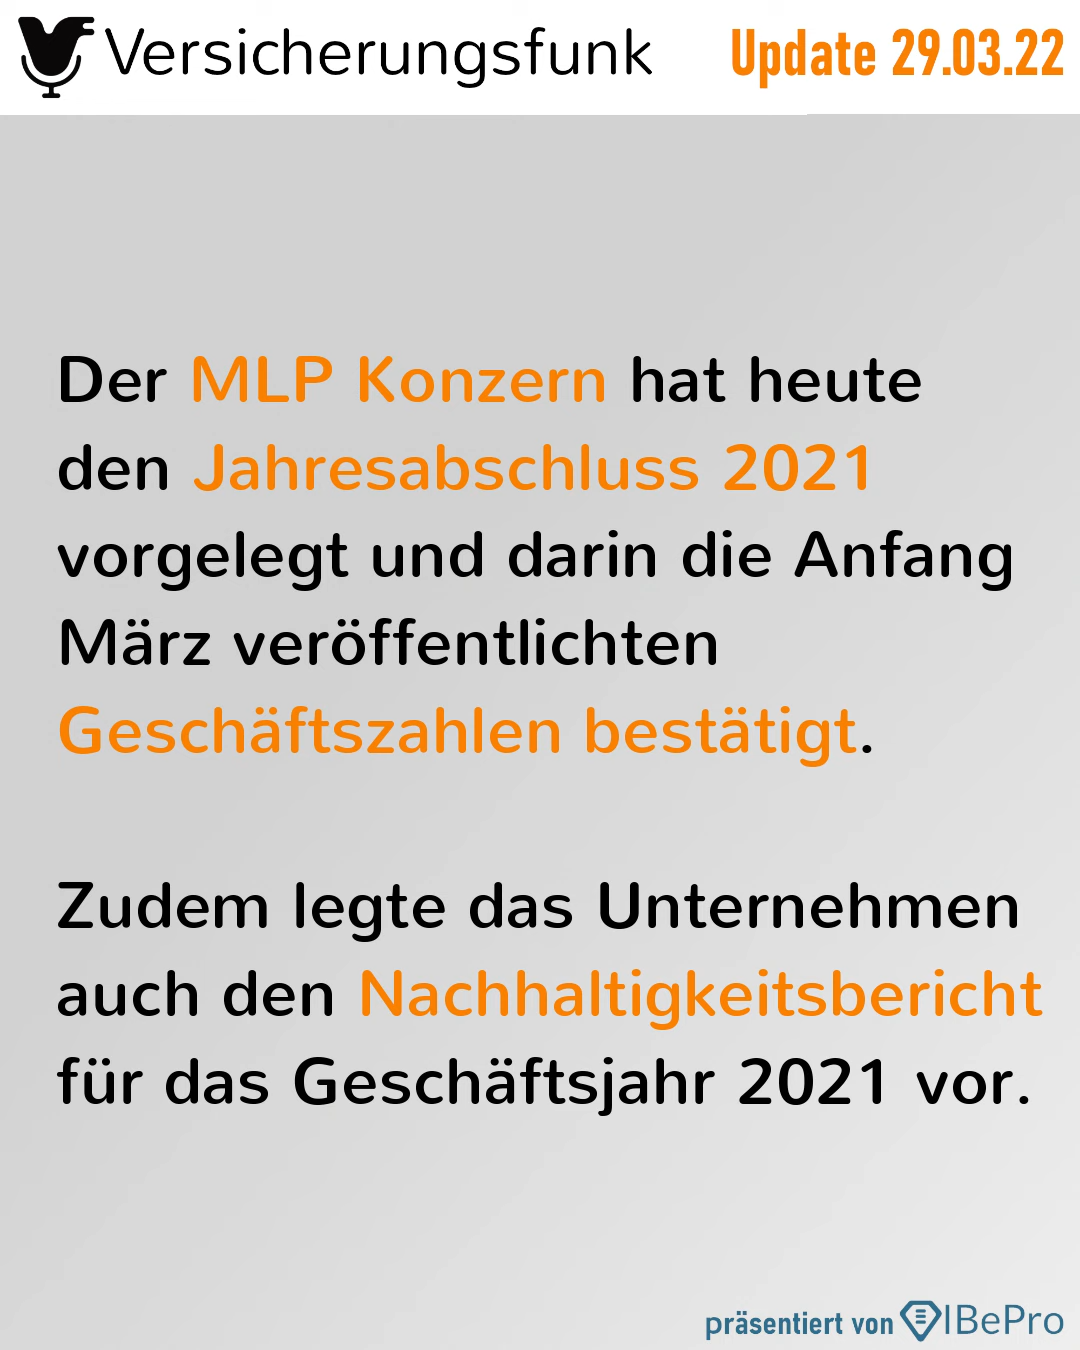 Versicherungsfunk Update 29.03.22
Der MLP Konzern hat heute
den Jahresabschluss 2021
vorgelegt und darin die Anfang
März veröffentlichten
Geschäftszahlen bestätigt.
Zudem legte das Unternehmen
auch den Nachhaltigkeitsbericht
für das Geschäftsjahr 2021 vor.
präsentiert von IBePro